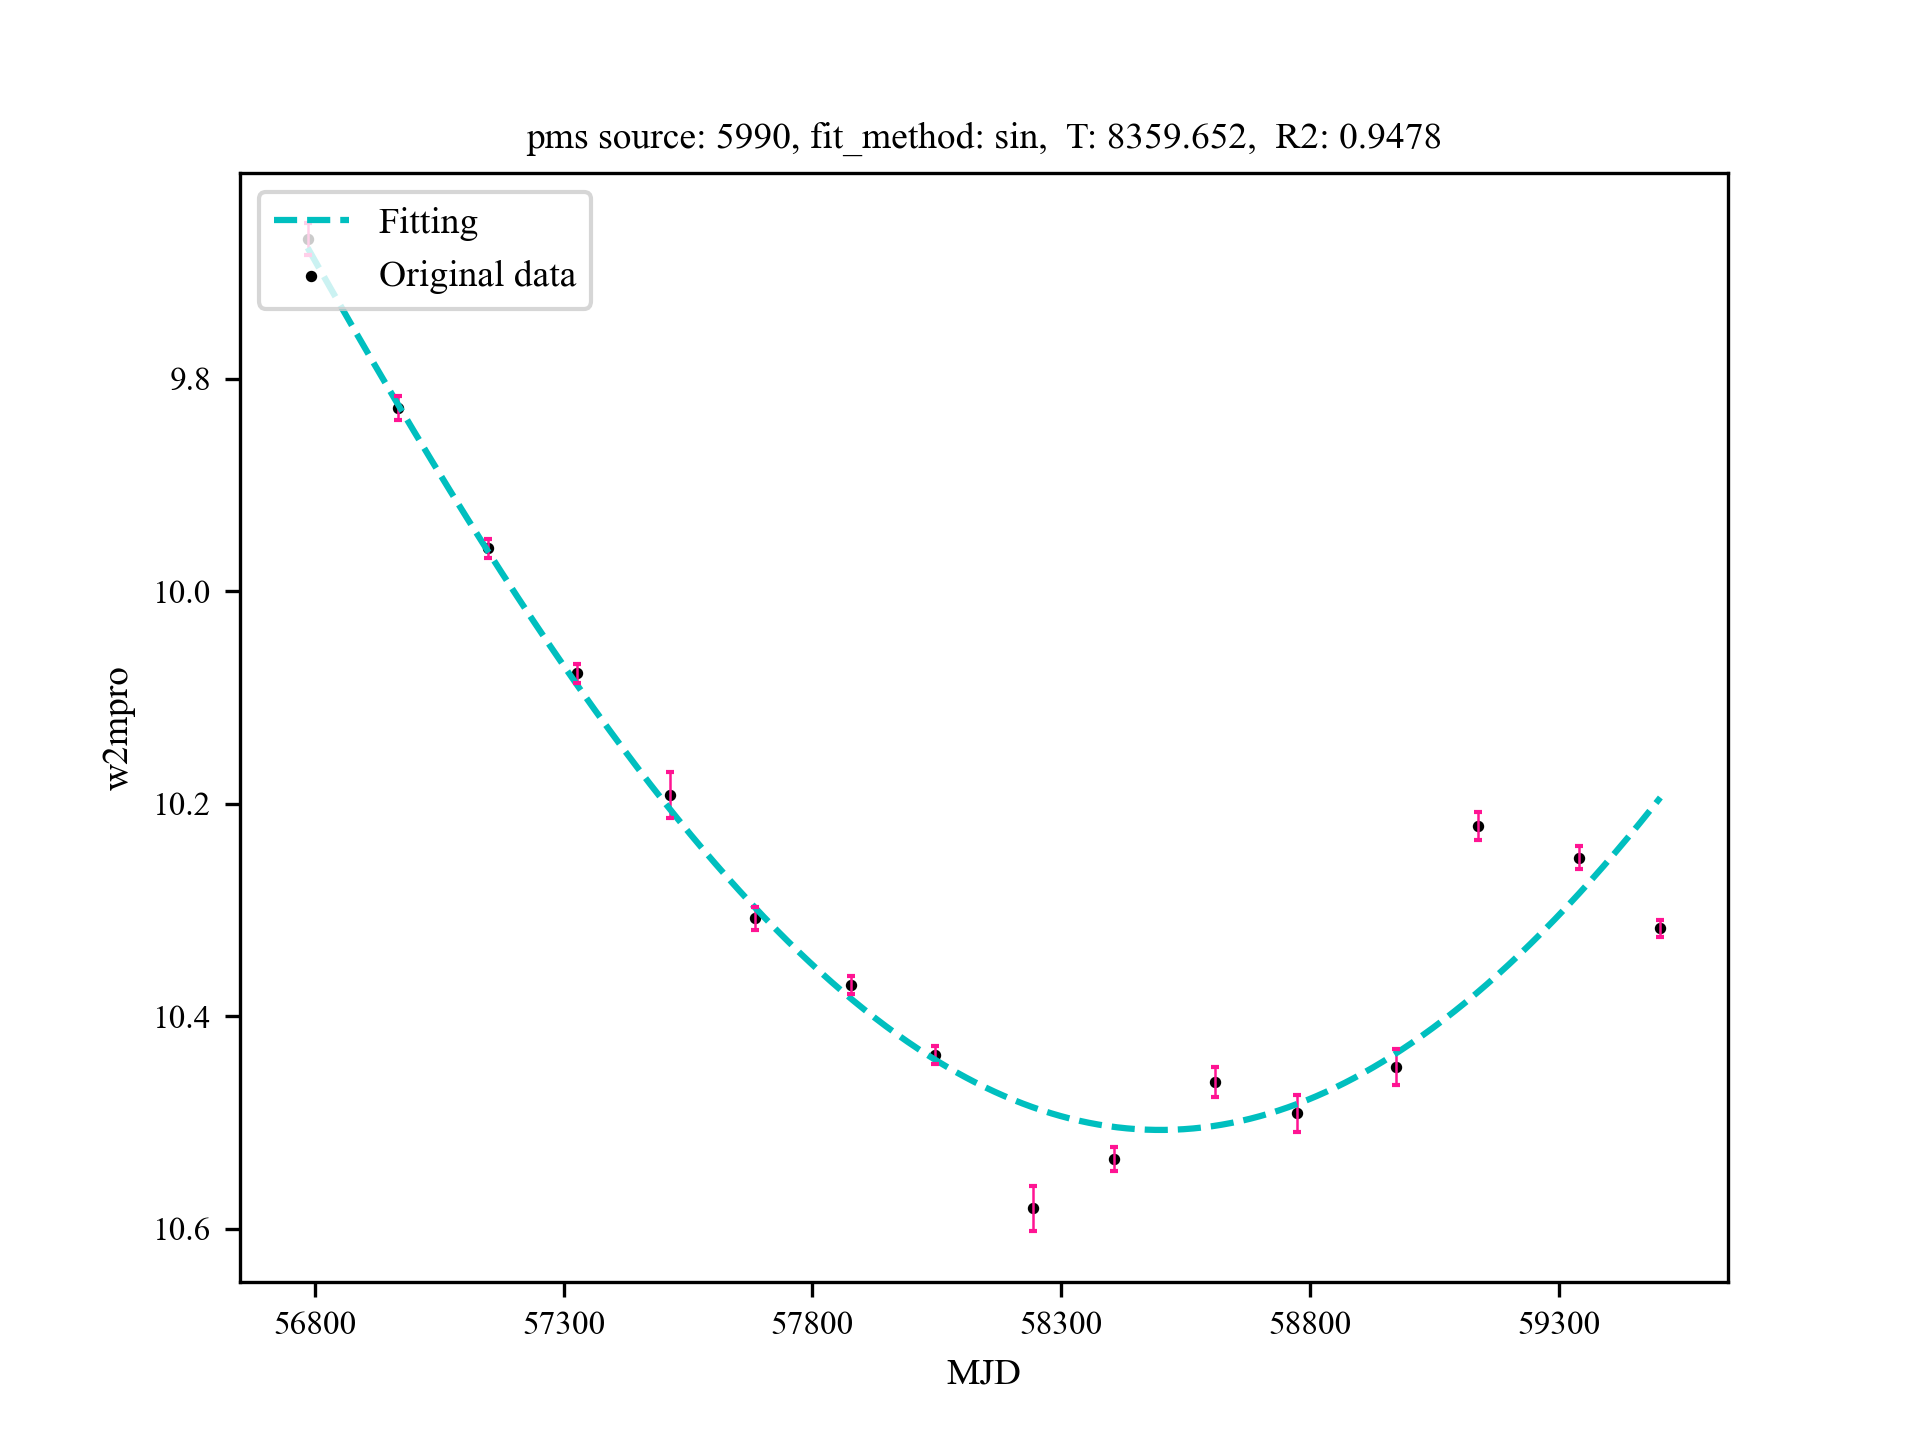 pms source: 5990, fit_method: sin,  T: 8359.652,  R2: 0.9478
Fitting
Original data
9.8
10.0
10.2
10.4
10.6
w2mpro
56800 57300 57800 58300 58800 59300
MJD